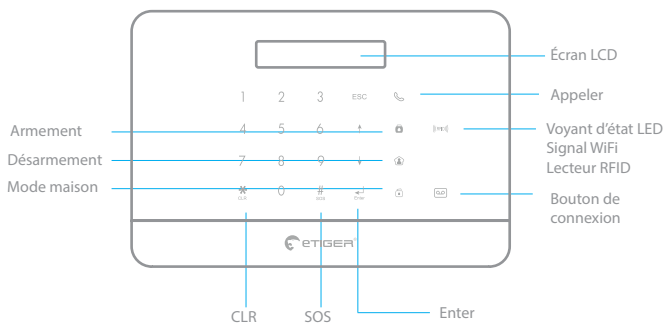 Écran LCD
1 2 3 ESC
Appeler
Armement
4 5 6
Voyant d'état LED
Signal WiFi
Lecteur RFID
Désarmement
7 8 9
Mode maison
* 0 #
CLR SOS Enter
Bouton de
connexion
eTIGER®
CLR SOS Enter